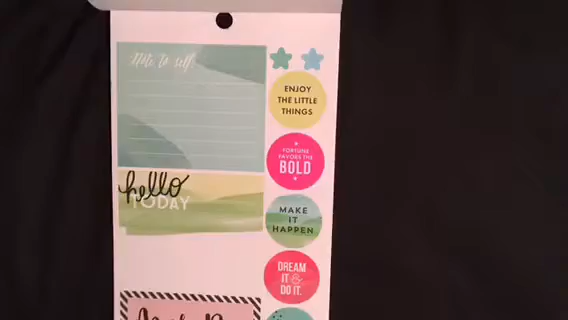 Note to self
ENJOY
THE LITTLE
THINGS
FORTUNE
FAVORS THE
BOLD
hello
TODAY
MAKE
IT
HAPPEN
DREAM
IT &
DO IT.